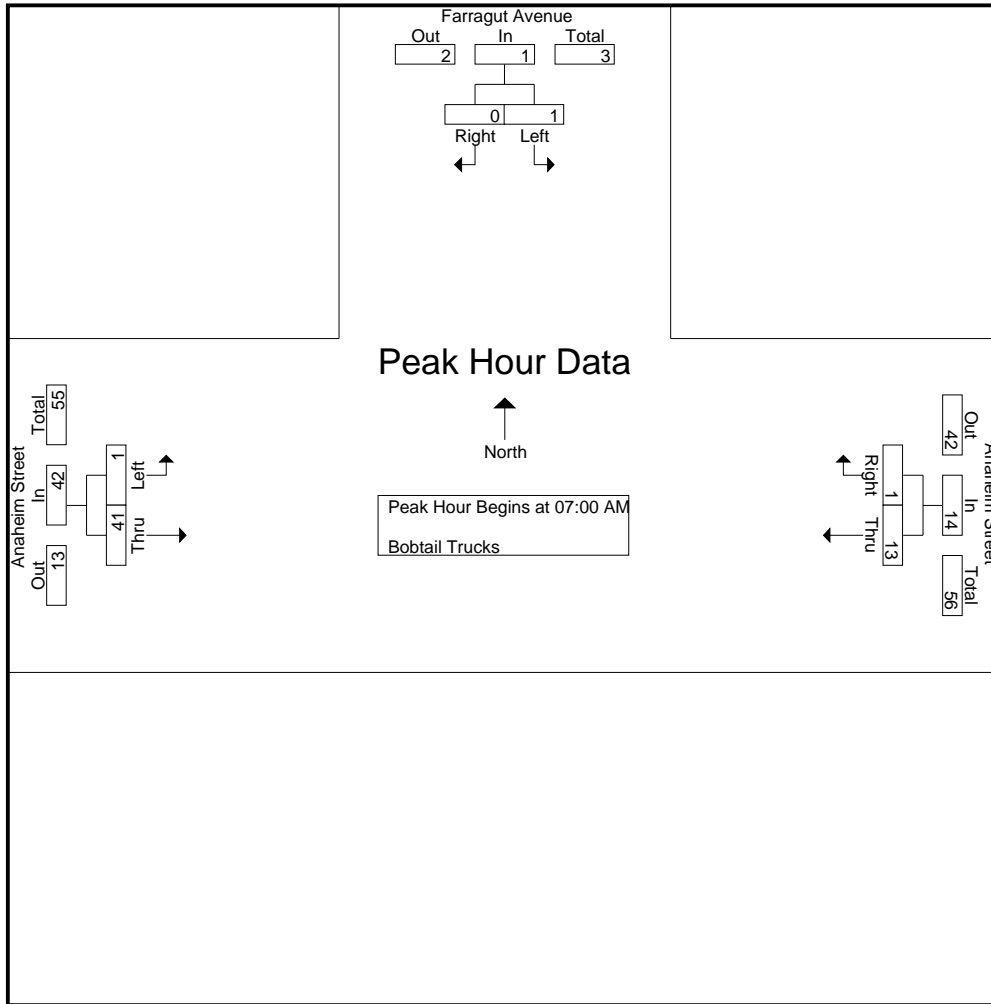 Farragut Avenue
Out In Total
2 1 3
0 1
Right Left
Peak Hour Data
North
Peak Hour Begins at 07:00 AM
Bobtail Trucks
Anaheim Street
Out In Total
13 42 55
41 1
Thru Left
Anaheim Street
Out In Total
42 14 56
1 13
Right Thru